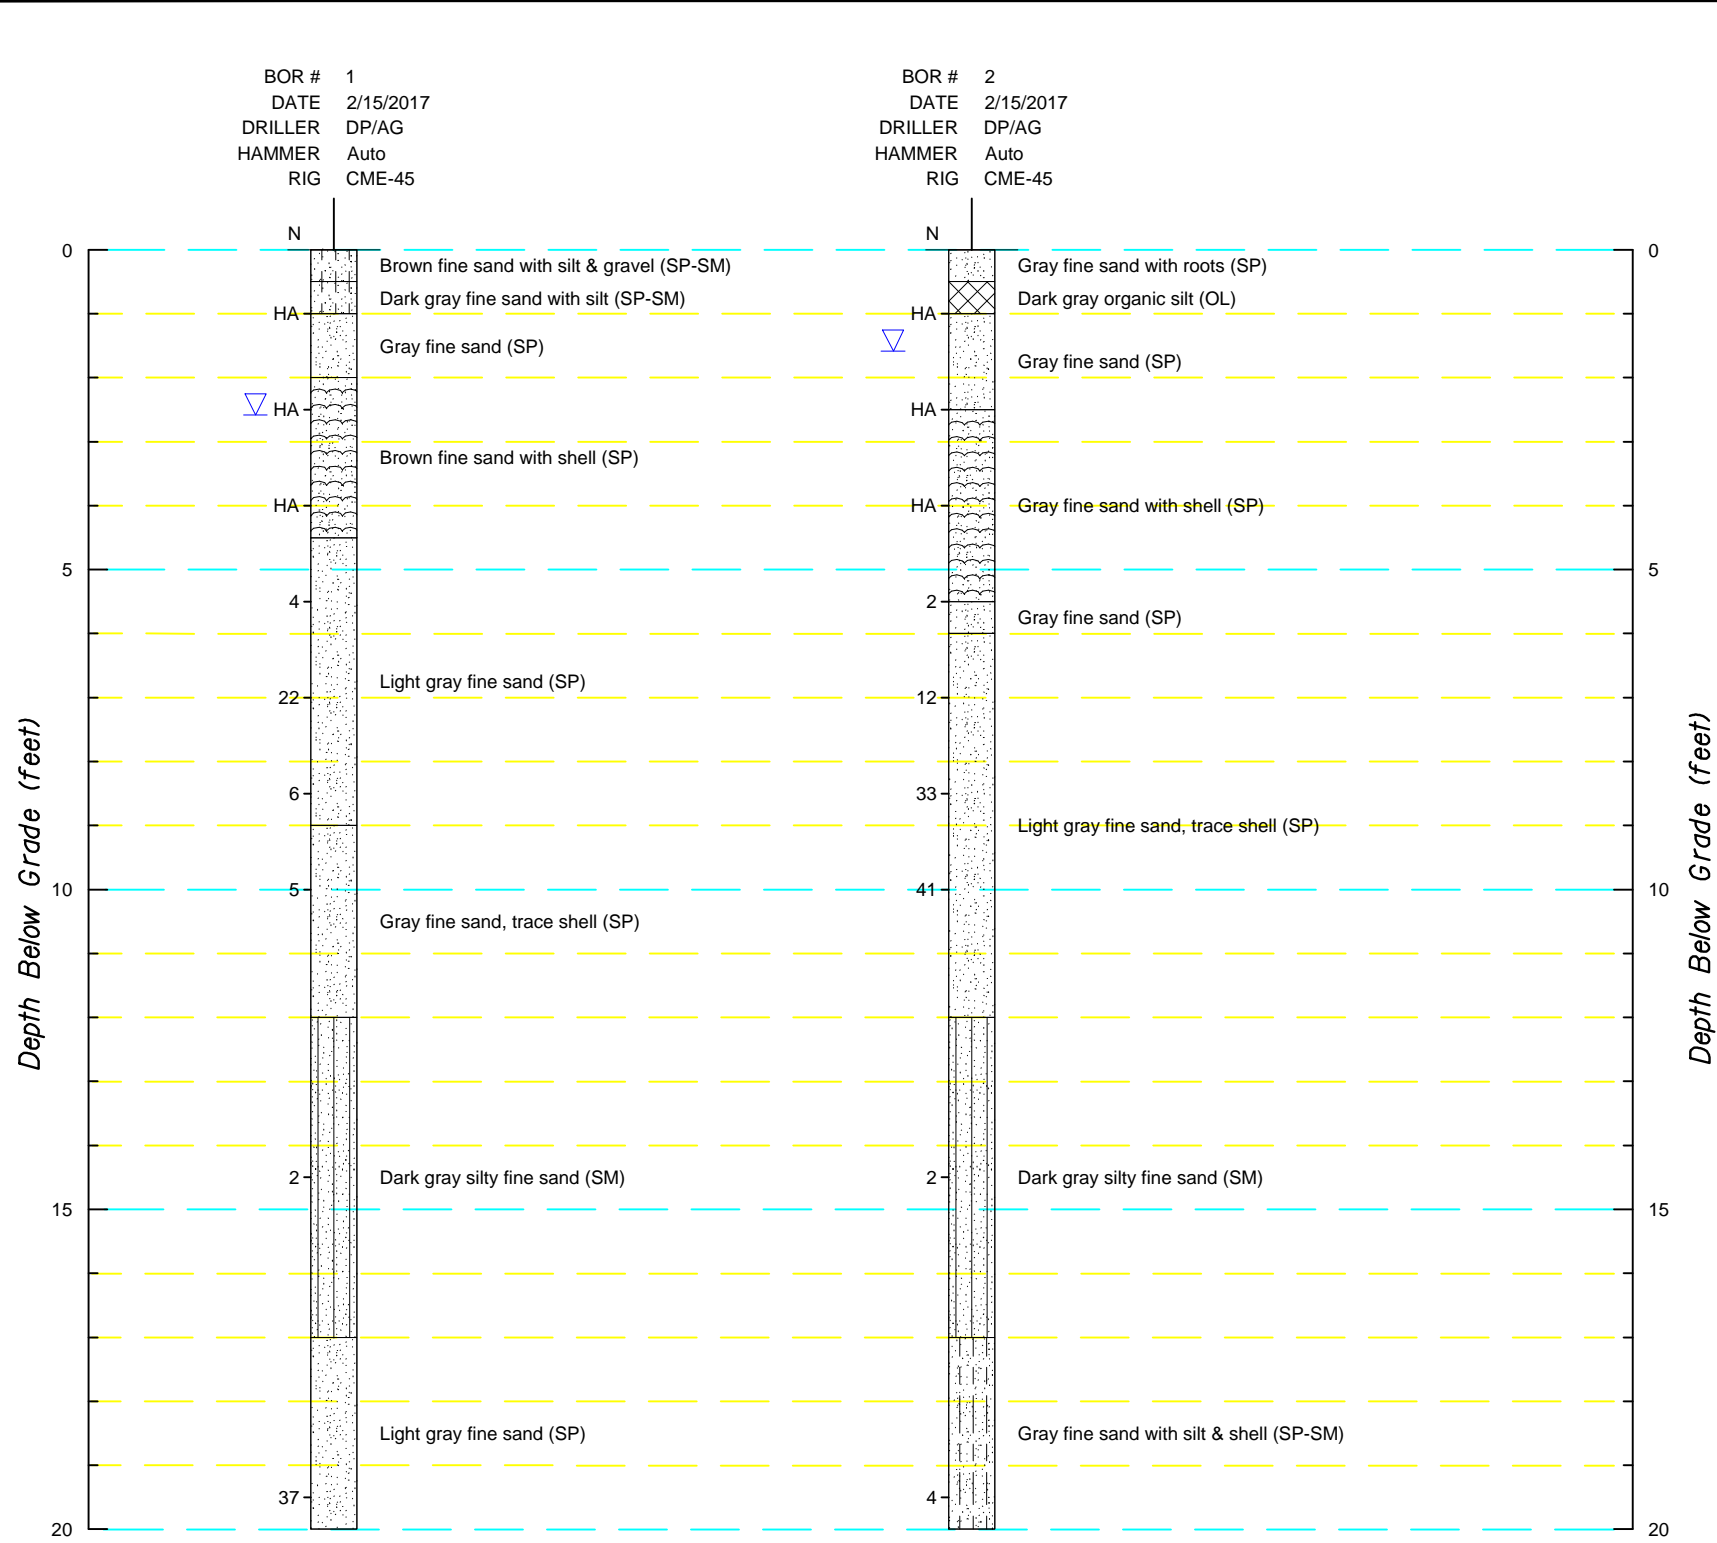 BOR # 1
DATE 2/15/2017
DRILLER DP/AG
HAMMER Auto
RIG CME-45
N
Brown fine sand with silt & gravel (SP-SM)
Dark gray fine sand with silt (SP-SM)
HA
Gray fine sand (SP)
HA
Brown fine sand with shell (SP)
HA
4
Light gray fine sand (SP)
22
6
5
Gray fine sand, trace shell (SP)
2
Dark gray silty fine sand (SM)
Light gray fine sand (SP)
37
BOR # 2
DATE 2/15/2017
DRILLER DP/AG
HAMMER Auto
RIG CME-45
N
Gray fine sand with roots (SP)
Dark gray organic silt (OL)
HA
Gray fine sand (SP)
HA
HA
Gray fine sand with shell (SP)
2
Gray fine sand (SP)
12
33
Light gray fine sand, trace shell (SP)
41
2
Dark gray silty fine sand (SM)
Gray fine sand with silt & shell (SP-SM)
4
0
5
10
15
20
Depth Below Grade (feet)
0
5
10
15
20
Depth Below Grade (feet)